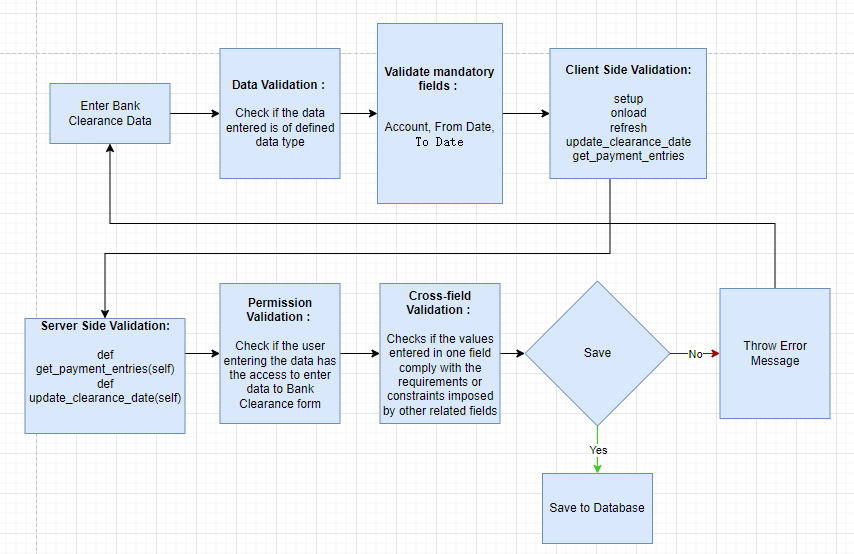 Enter Bank
Clearance Data
Data Validation :
Check if the data
entered is of defined
data type
Validate mandatory
fields :
Account, From Date,
To Date
Client Side Validation:
setup
onload
refresh
update_clearance_date
get_payment_entries
Server Side Validation:
def
get_payment_entries(self)
def
update_clearance_date(self)
Permission
Validation :
Check if the user
entering the data has
the access to enter
data to Bank
Clearance form
Cross-field
Validation :
Checks if the values
entered in one field
comply with the
requirements or
constraints imposed
by other related fields
Save
No
Throw Error
Message
Yes
Save to Database